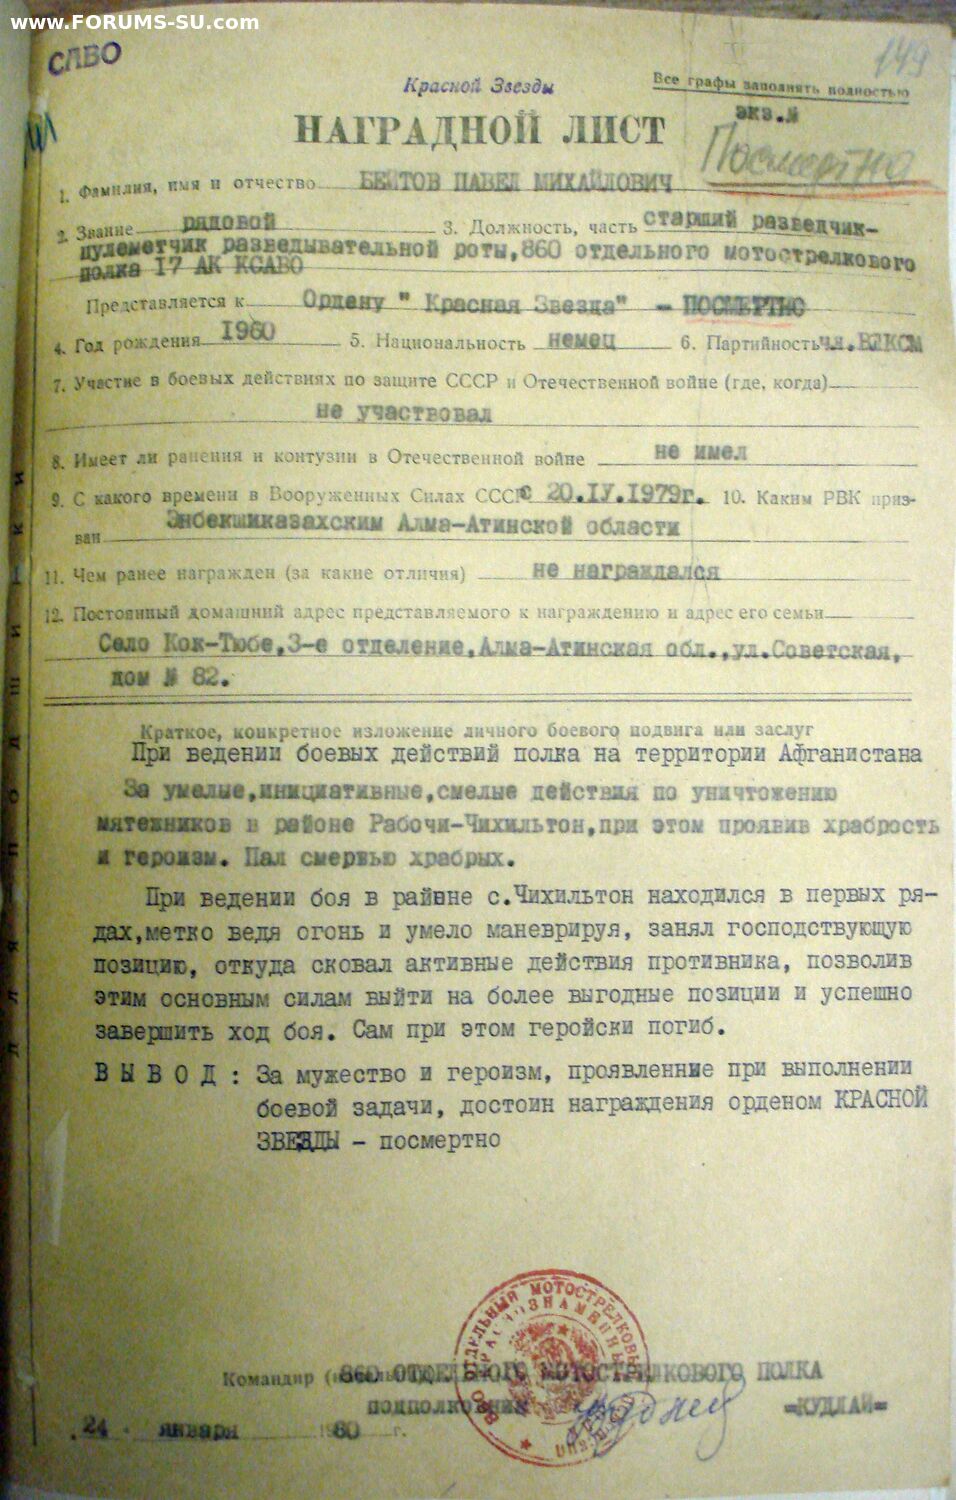 www.FORUMS-SU.com
САВО
149
Красной Звезды
Все графы заполнять полностью
экз.№
НАГРАДНОЙ ЛИСТ
Посмертно
1. Фамилия, имя и отчество ПАВЕЛ МИХАЙЛОВИЧ
2. Звание рядовой 3. Должность, часть старший разведчик-
пулеметчик разведывательной роты, 860 отдельного мотострелкового
полка 17 АК КСАВО
Представляется к Ордену " Красная Звезда" - ПОСМЕРТНО
4. Год рождения 1960 5. Национальность немец 6. Партийность чл.ВЛКСМ
7. Участие в боевых действиях по защите СССР и Отечественной войне (где, когда)
не участвовал
8. Имеет ли ранения и контузии в Отечественной войне не имел
9. С какого времени в Вооруженных Силах СССР с 20.IV.1979г. 10. Каким РВК приз-
ван Энбекшиказахским Алма-Атинской области
11. Чем ранее награжден (за какие отличия) не награждался
12. Постоянный домашний адрес представляемого к награждению и адрес его семьи
Село Кок-Тюбе,3-е отделение,Алма-Атинская обл.,ул.Советская,
дом № 82.
Краткое, конкретное изложение личного боевого подвига или заслуг
При ведении боевых действий полка на территории Афганистана
За умелые,инициативные,смелые действия по уничтожению
мятежников в районе Рабочи-Чихильтон,при этом проявив храбрость
и героизм. Пал смертью храбрых.
При ведении боя в районе с.Чихильтон находился в первых ря-
дах,метко ведя огонь и умело маневрируя, занял господствующую
позицию, откуда сковал активные действия противника, позволив
этим основным силам выйти на более выгодные позиции и успешно
завершить ход боя. Сам при этом геройски погиб.
ВЫВОД: За мужество и героизм, проявленние при выполнении
боевой задачи, достоин награждения орденом КРАСНОЙ
ЗВЕЗДЫ - посмертно
Командир 860 ОТДЕЛЬНОГО МОТОСТРЕЛКОВОГО ПОЛКА
подполковник -КУДЛАЙ-
24 января 1980 г.